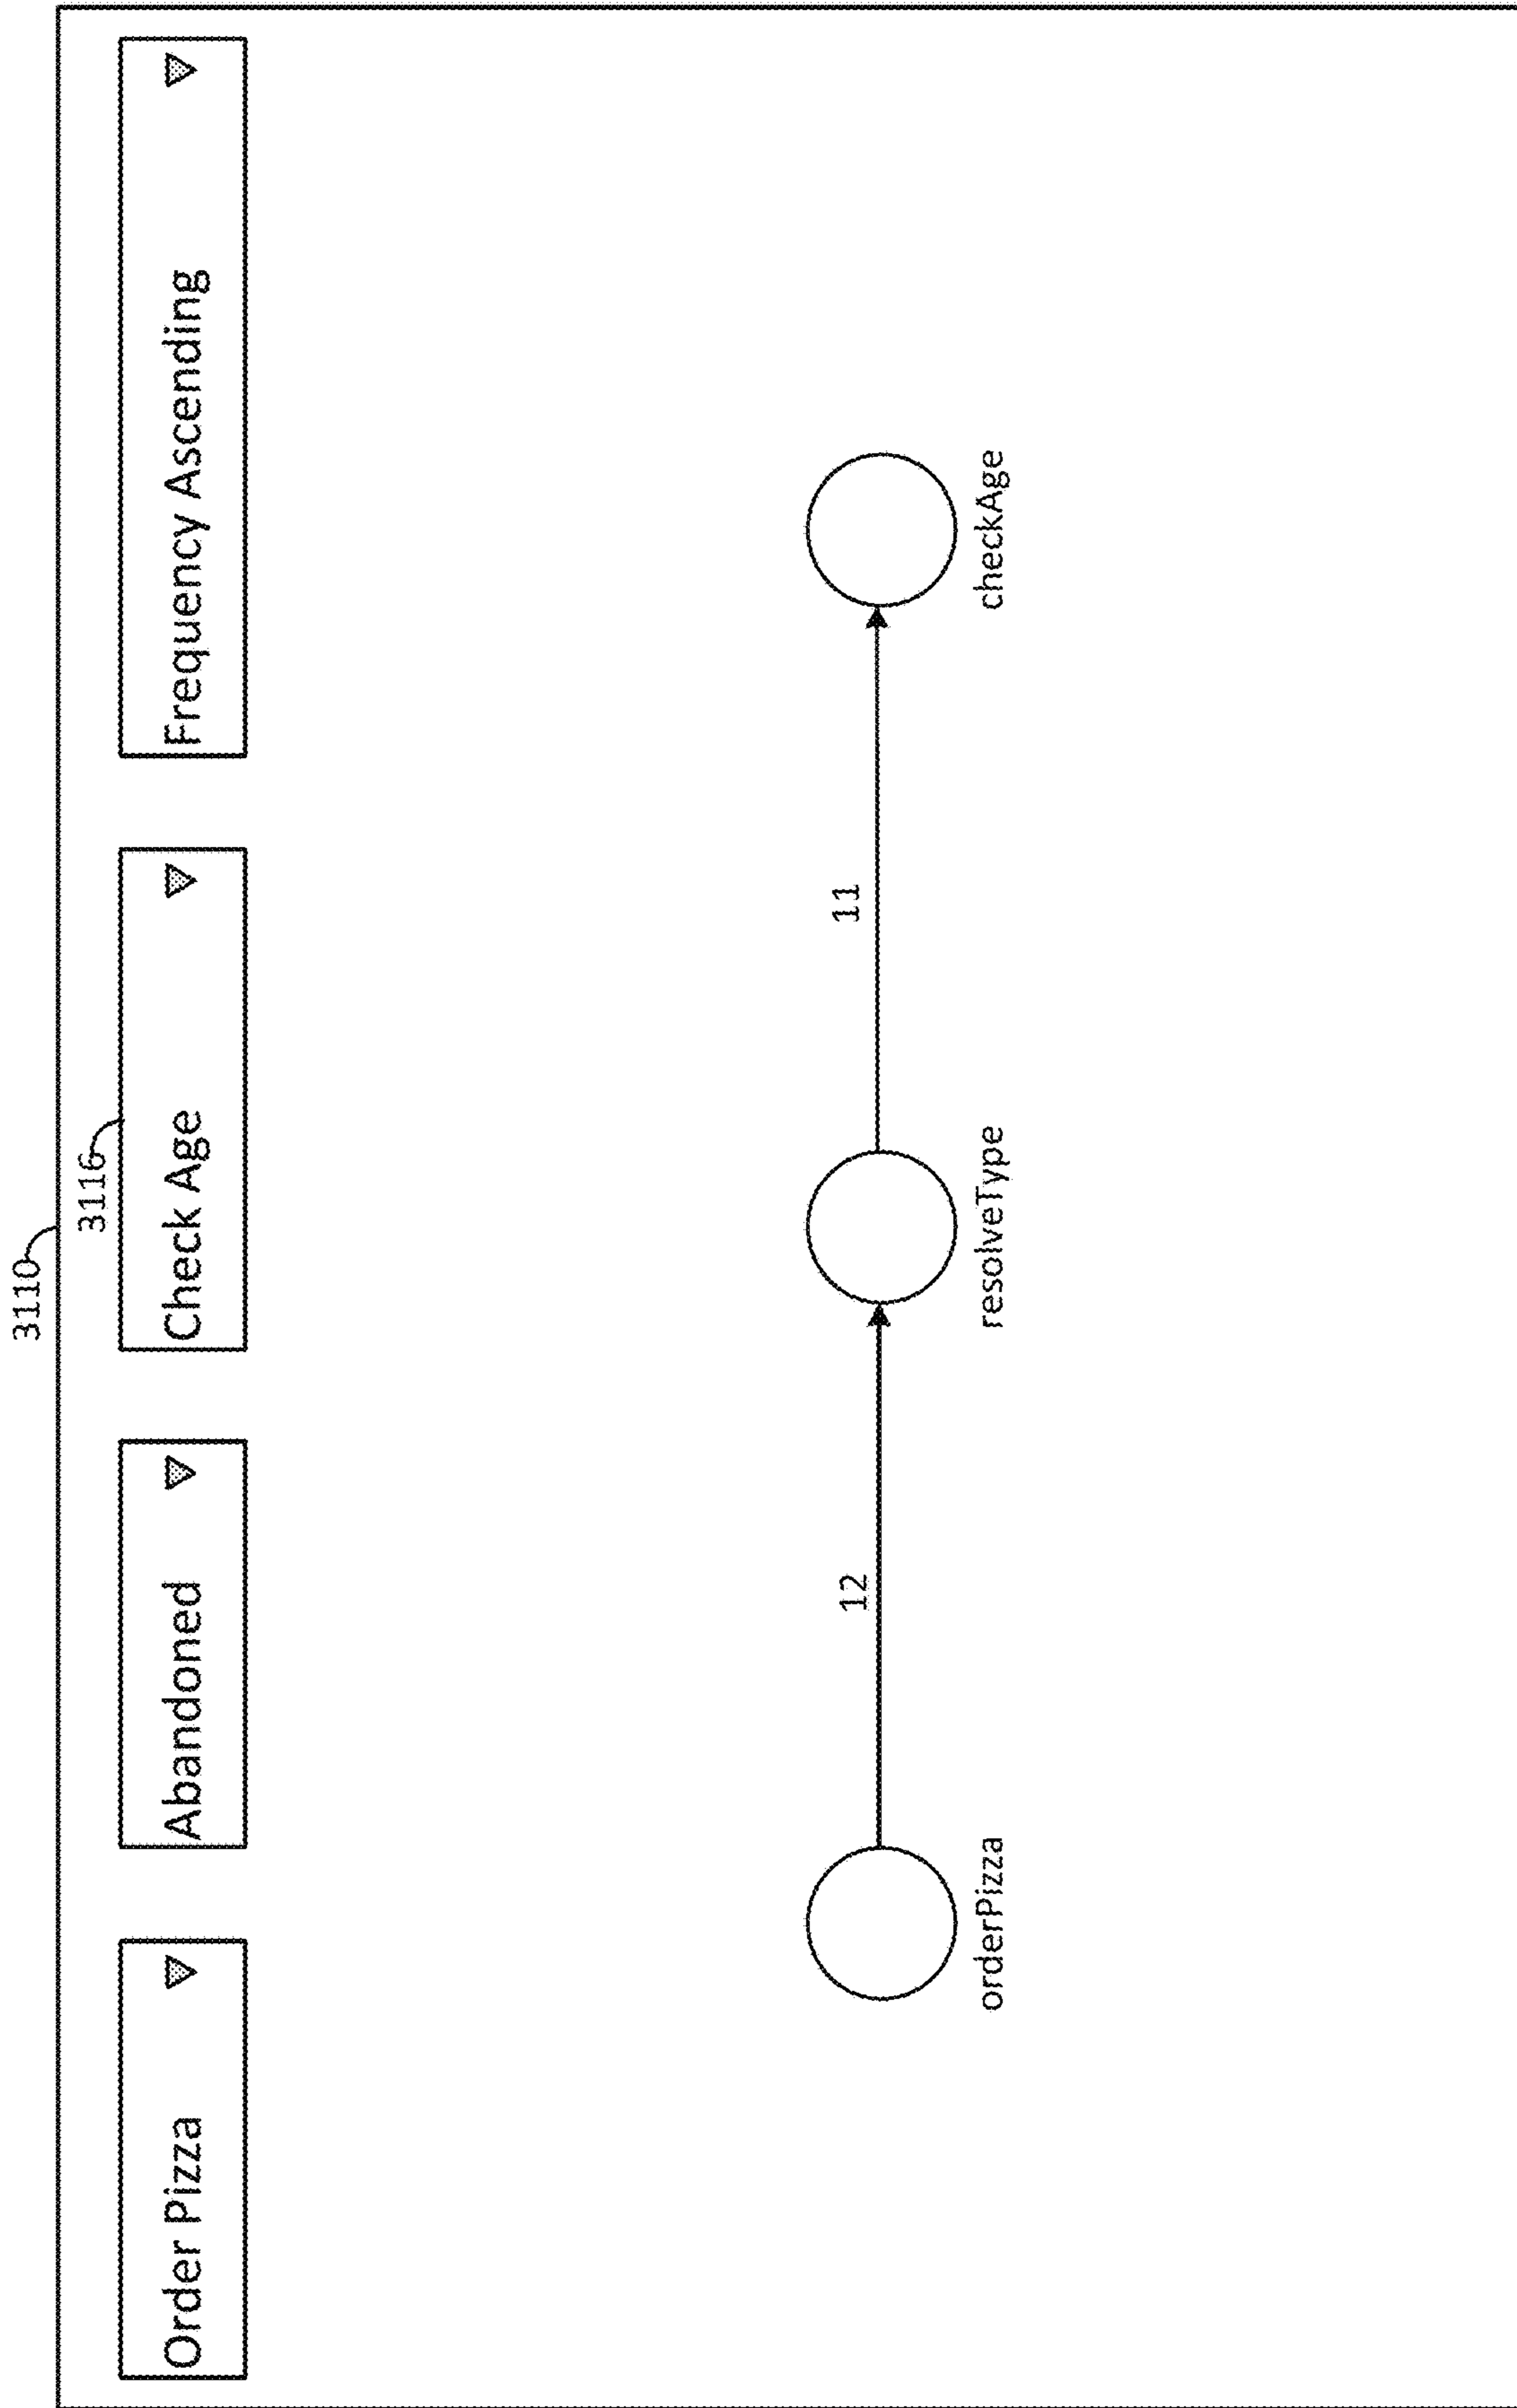 3110
3116
Order Pizza
Abandoned
Check Age
Frequency Ascending
12
11
orderPizza
resolveType
checkAge